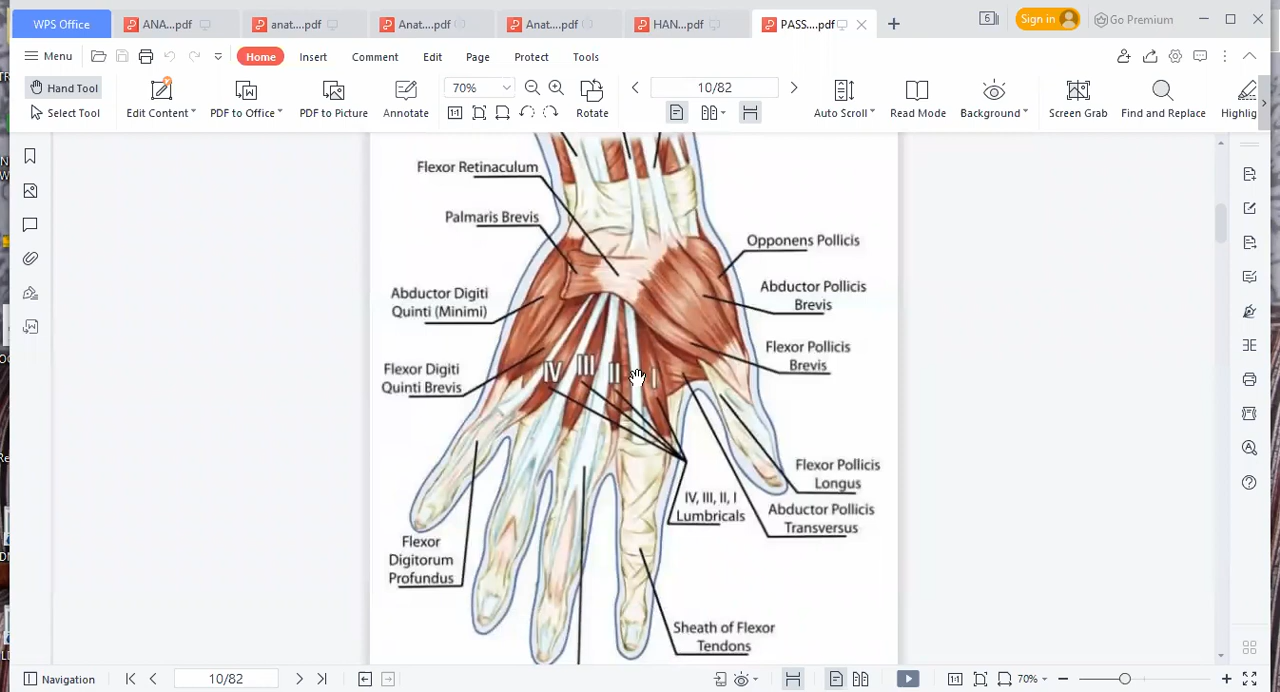 WPS Office
ANA....pdf
anat....pdf
Anat....pdf
Anat....pdf
HAN....pdf
PASS....pdf
6
Sign in
Go Premium
Menu
Home
Insert
Comment
Edit
Page
Protect
Tools
Hand Tool
Select Tool
Edit Content
PDF to Office
PDF to Picture
Annotate
70%
Rotate
10/82
Auto Scroll
Read Mode
Background
Screen Grab
Find and Replace
Highlig
Flexor Retinaculum
Palmaris Brevis
Opponens Pollicis
Abductor Digiti
Quinti (Minimi)
Abductor Pollicis
Brevis
Flexor Pollicis
Brevis
Flexor Digiti
Quinti Brevis
IV III II I
Flexor Pollicis
Longus
IV, III, II, I
Lumbricals
Abductor Pollicis
Transversus
Flexor
Digitorum
Profundus
Sheath of Flexor
Tendons
Navigation
10/82
70%